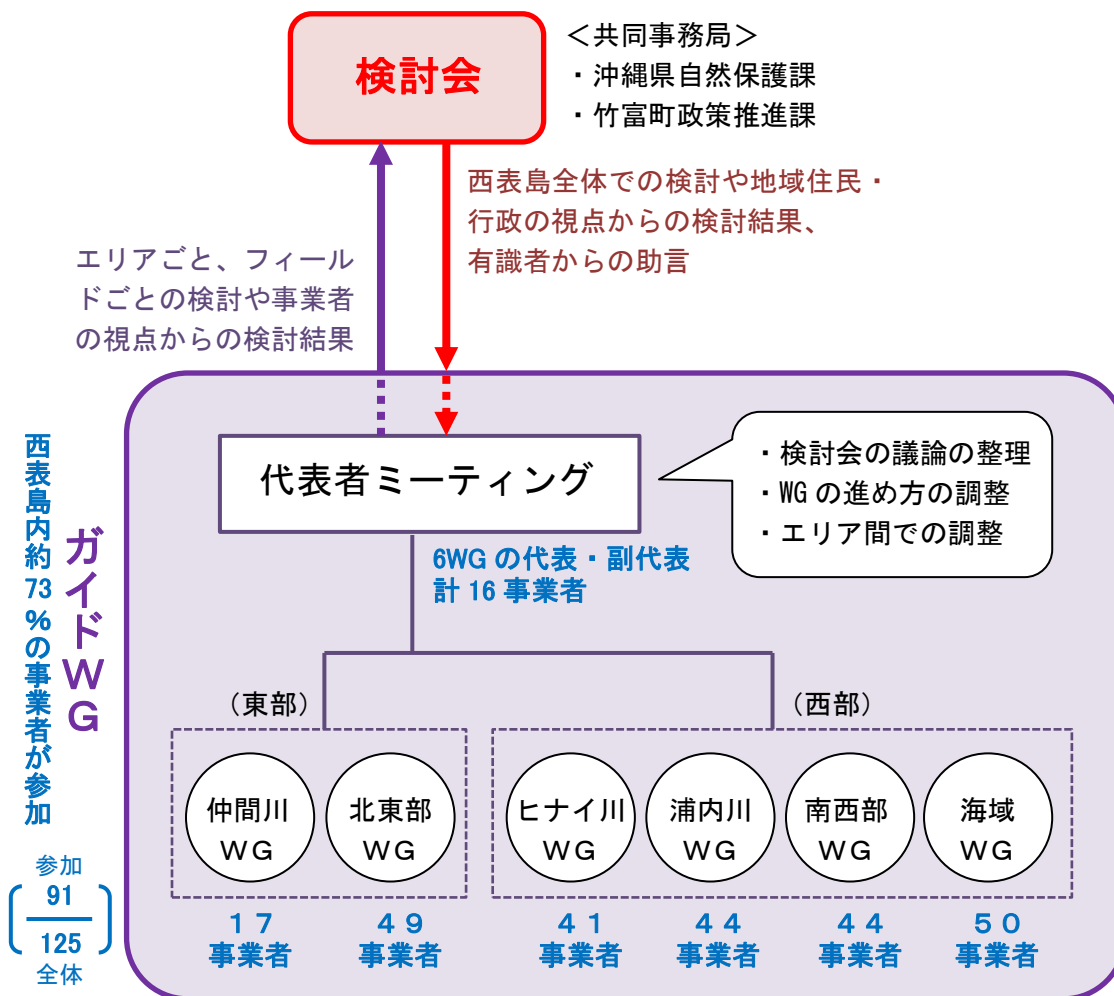 検討会
＜共同事務局＞
・沖縄県自然保護課
・竹富町政策推進課
西表島全体での検討や地域住民・
行政の視点からの検討結果、
有識者からの助言
エリアごと、フィール
ドごとの検討や事業者
の視点からの検討結果
代表者ミーティング
・検討会の議論の整理
・WGの進め方の調整
・エリア間での調整
6WGの代表・副代表
計16事業者
ガイドＷＧ
西表島内約73％の事業者が参加
参加
91
125
全体
（東部）
（西部）
仲間川
ＷＧ
北東部
ＷＧ
ヒナイ川
ＷＧ
浦内川
ＷＧ
南西部
ＷＧ
海域
ＷＧ
１７
事業者
４９
事業者
４１
事業者
４４
事業者
４４
事業者
５０
事業者